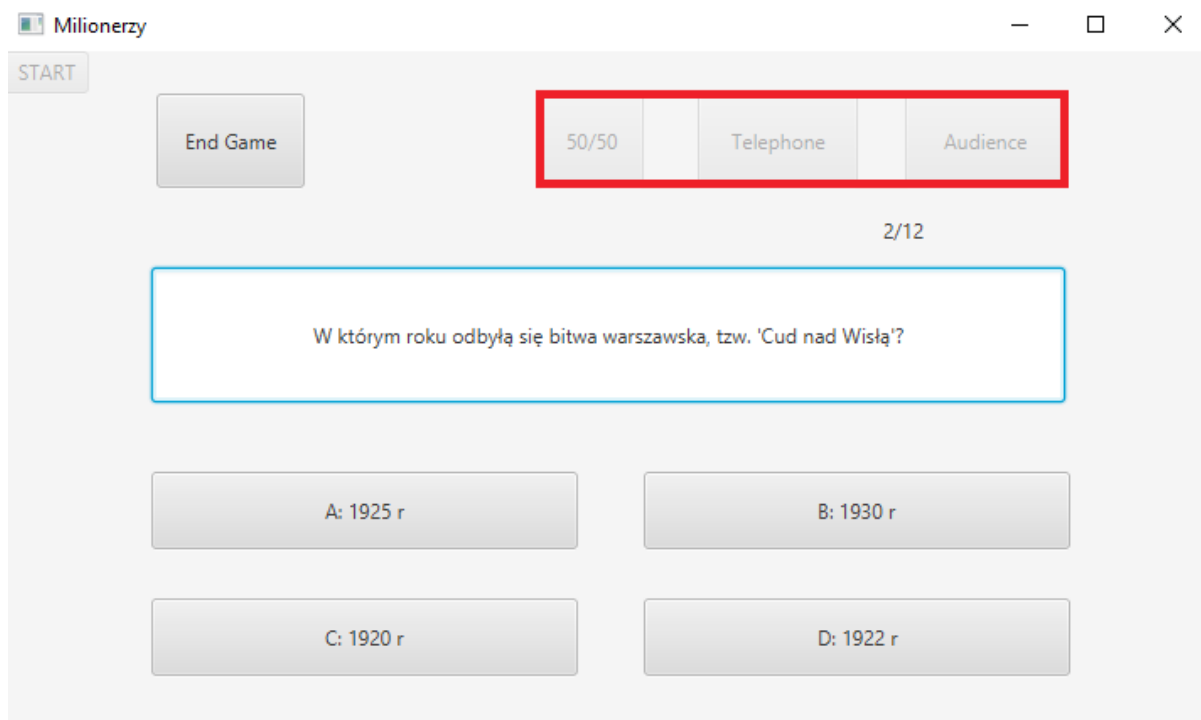 Milionerzy
START
End Game
50/50
Telephone
Audience
2/12
W którym roku odbyłą się bitwa warszawska, tzw. 'Cud nad Wisłą'?
A: 1925 r
B: 1930 r
C: 1920 r
D: 1922 r